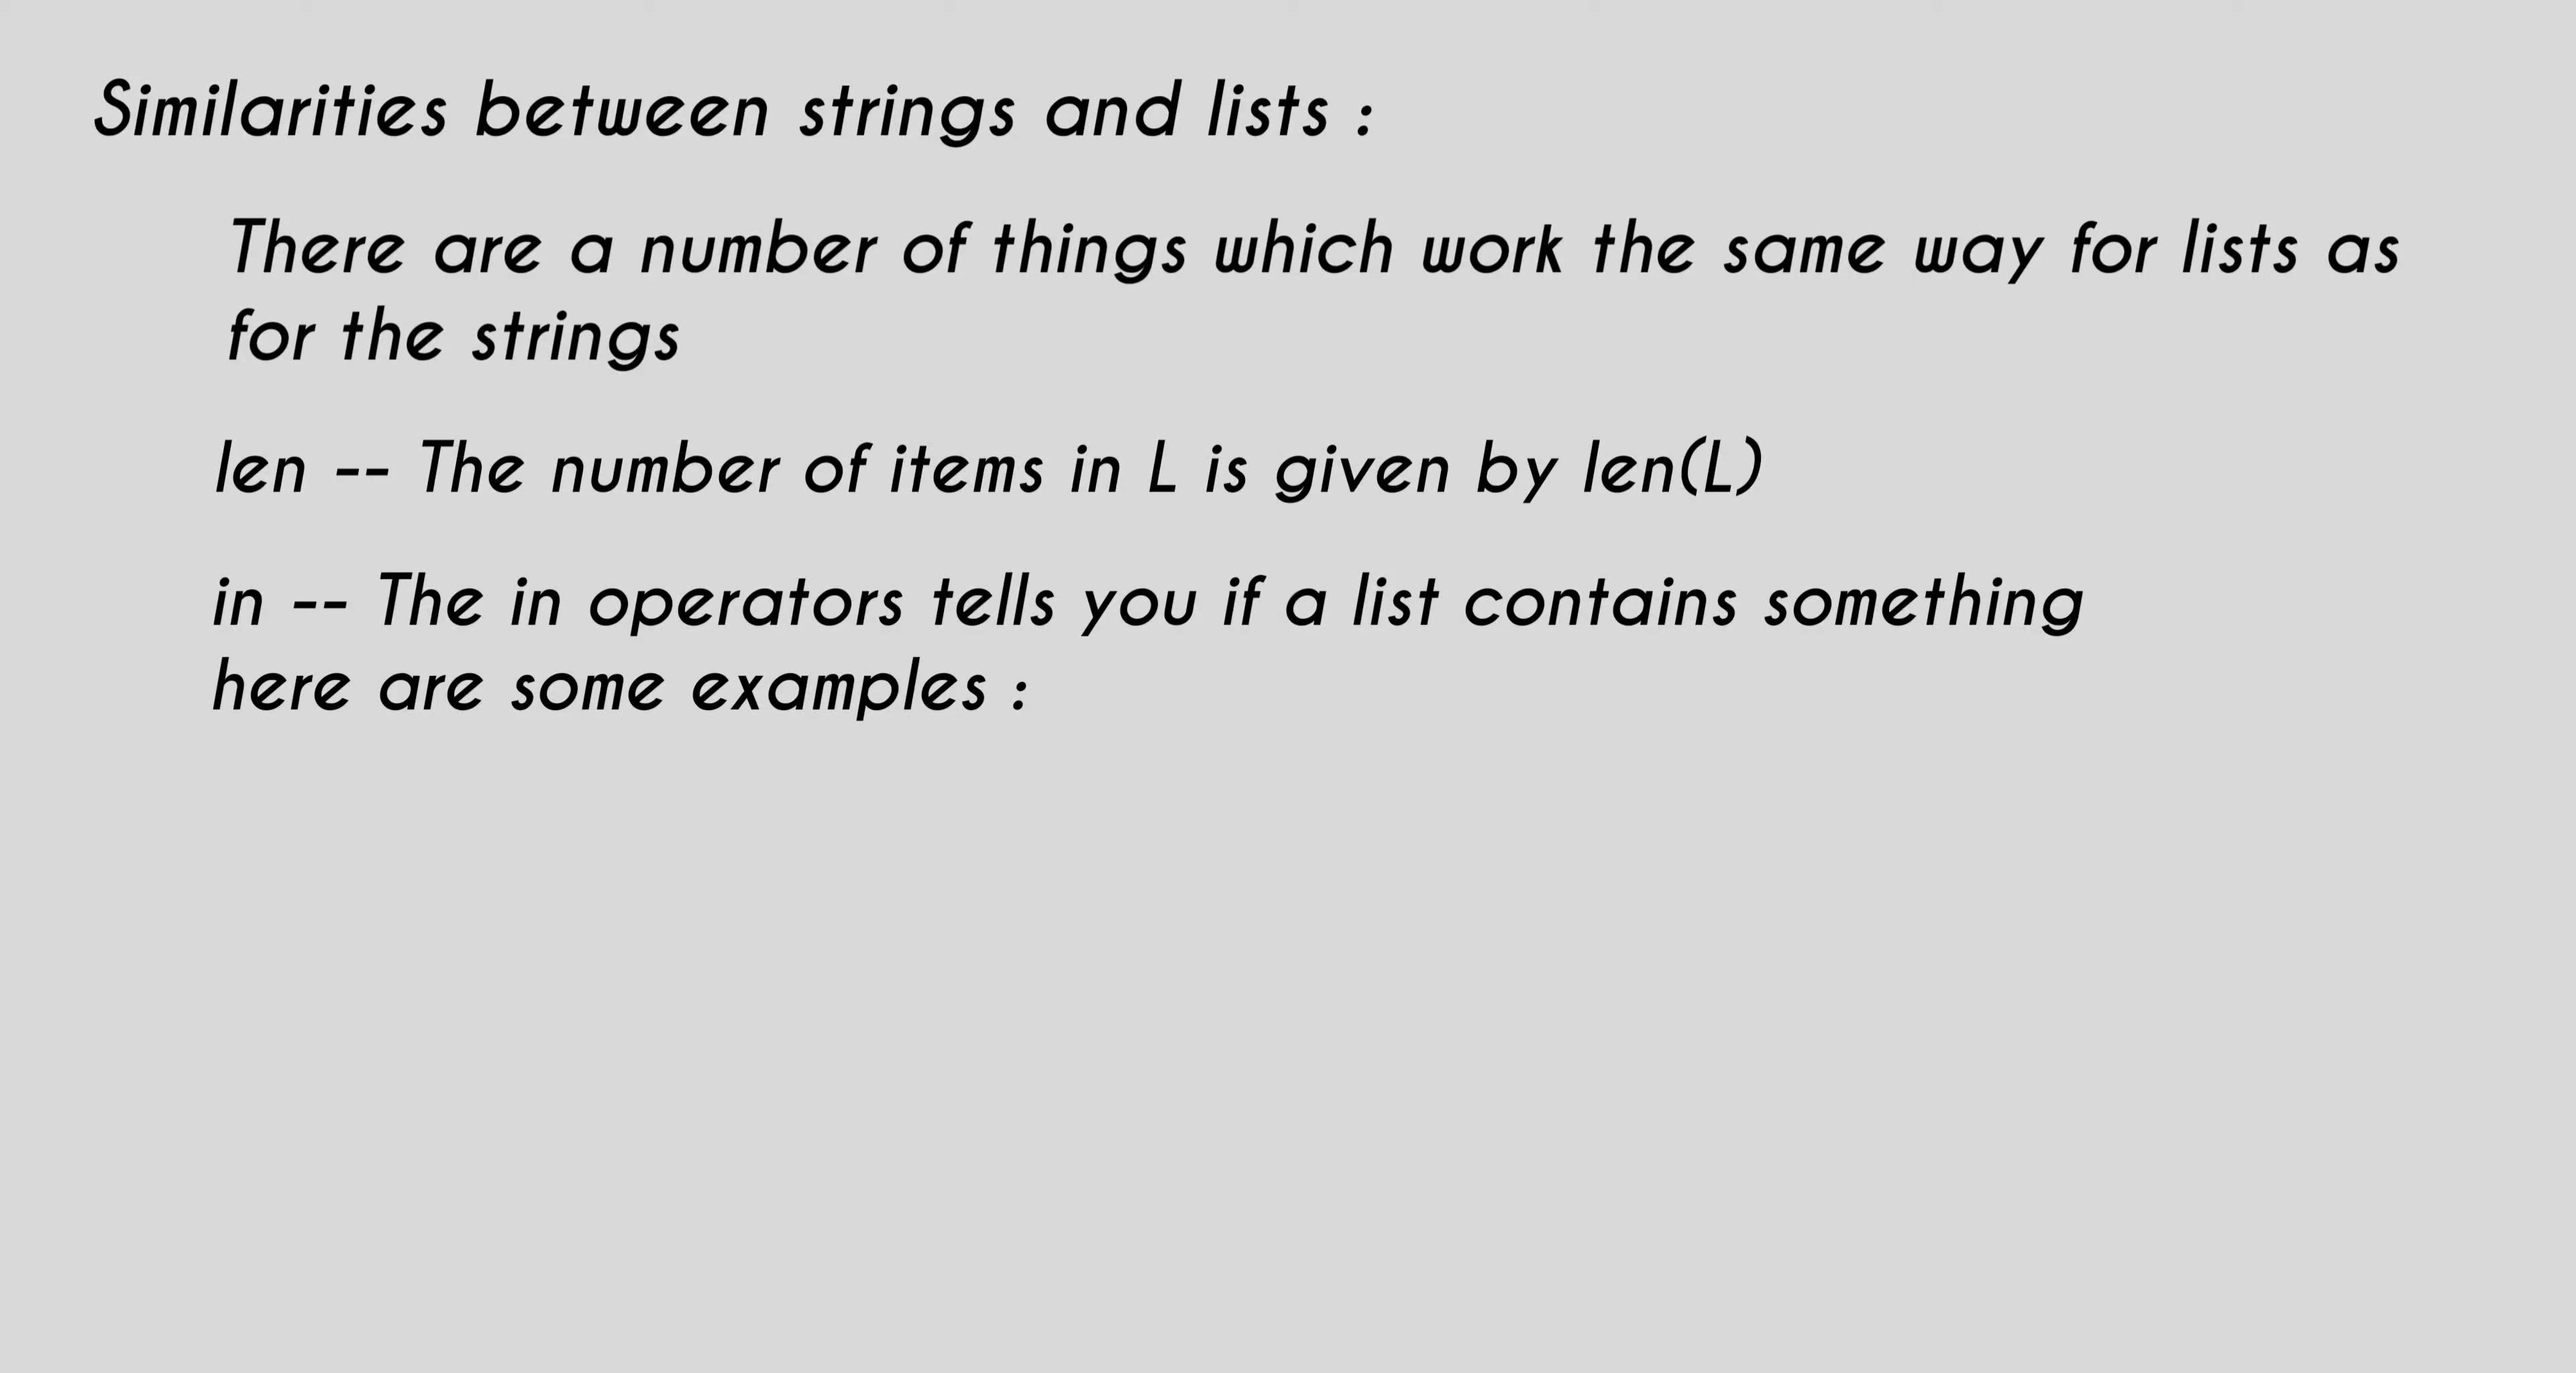 Similarities between strings and lists :
There are a number of things which work the same way for lists as
for the strings
len -- The number of items in L is given by len(L)
in -- The in operators tells you if a list contains something
here are some examples :